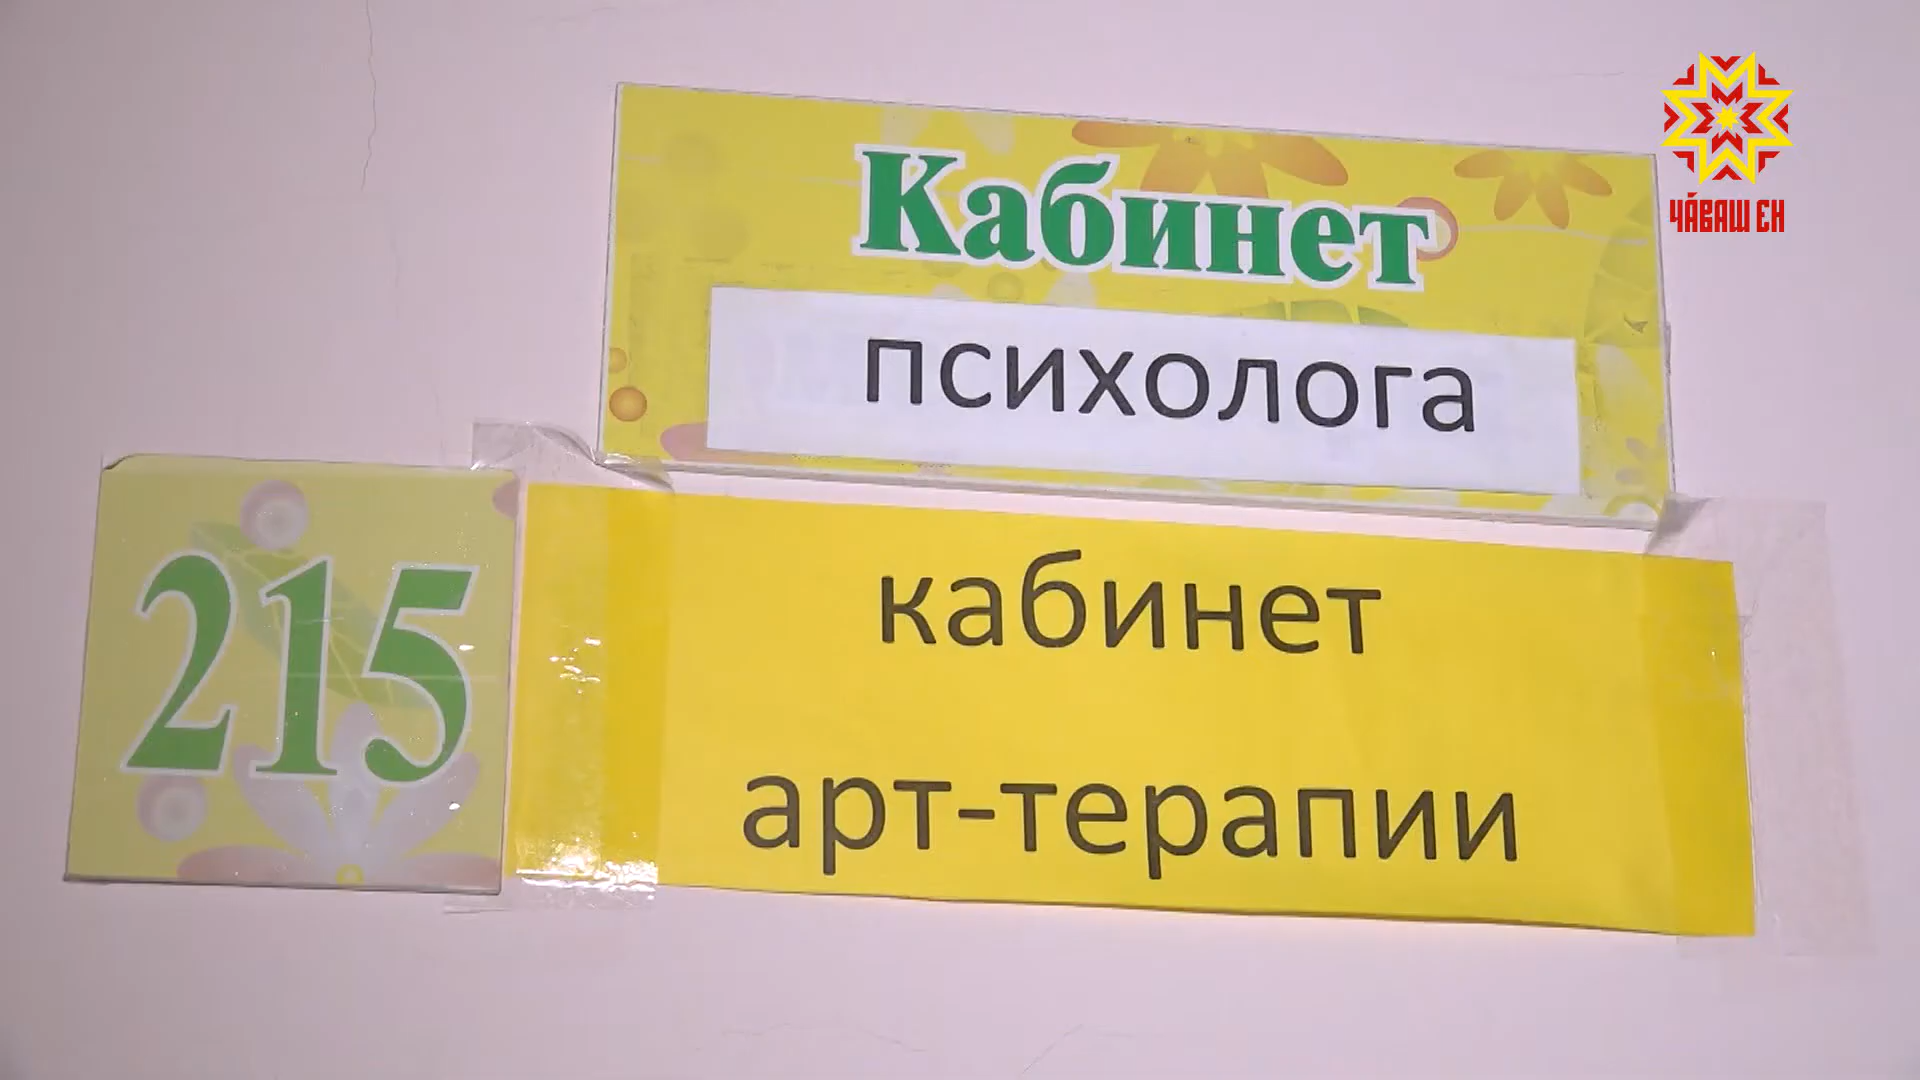 Кабинет
психолога
215
кабинет
арт-терапии
ЧӐВАШ ЕН